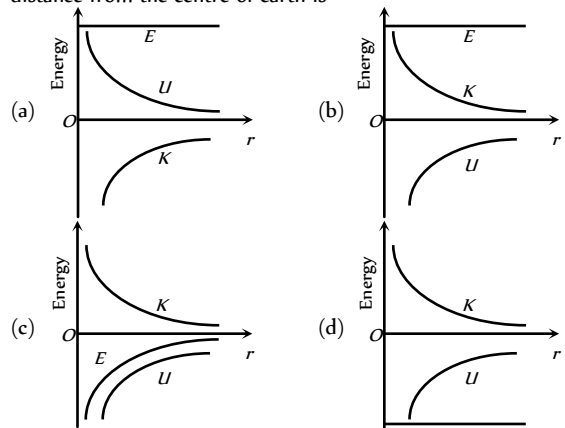 distance from the centre of earth is
(a)
Energy
E
U
O
r
K
(b)
Energy
E
K
O
r
U
(c)
Energy
K
O
r
E
U
(d)
Energy
K
O
r
U